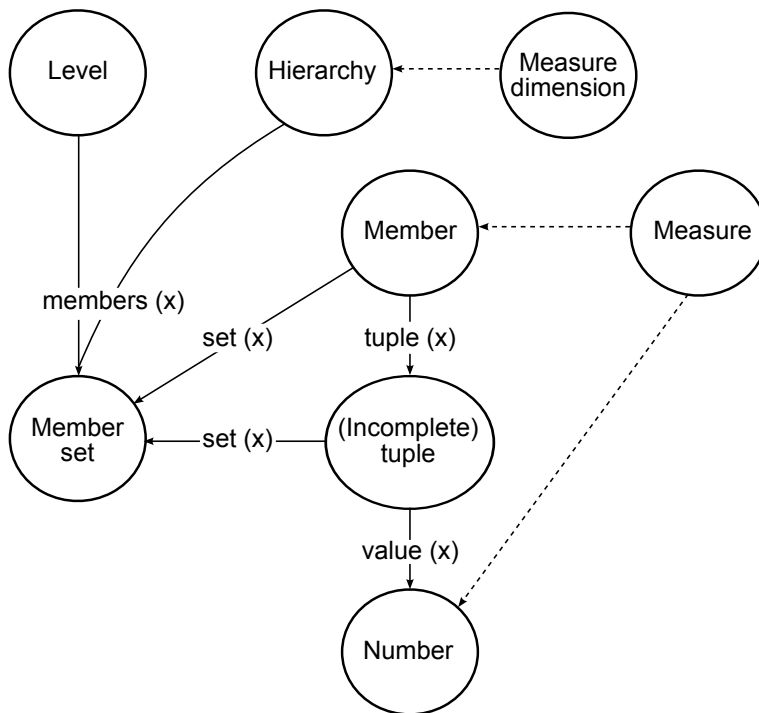 Level
Hierarchy
Measure
dimension
Member
Measure
members (x)
set (x)
tuple (x)
Member
set
set (x)
(Incomplete)
tuple
value (x)
Number